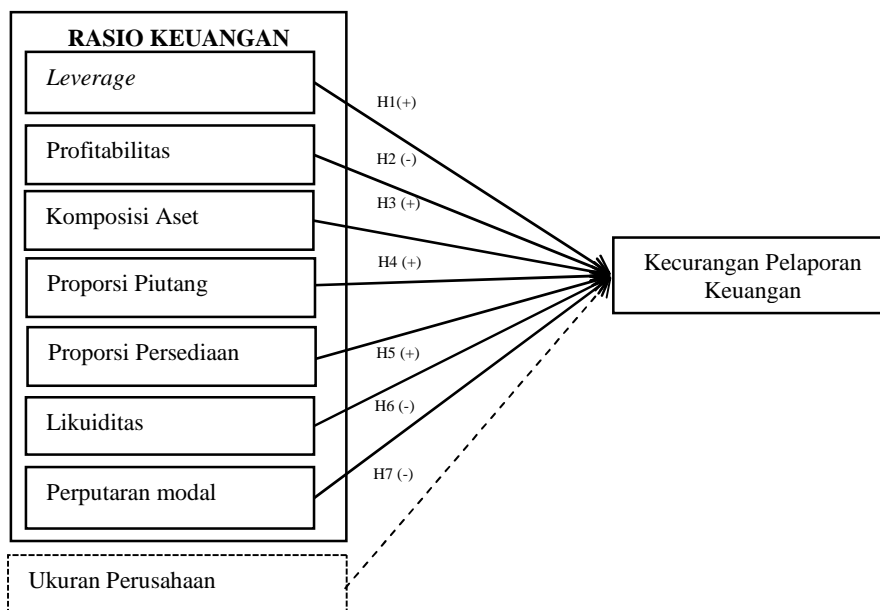 RASIO KEUANGAN
Leverage
H1(+)
Profitabilitas
H2 (-)
Komposisi Aset
H3 (+)
Proporsi Piutang
H4 (+)
Kecurangan Pelaporan
Keuangan
Proporsi Persediaan
H5 (+)
Likuiditas
H6 (-)
Perputaran modal
H7 (-)
Ukuran Perusahaan